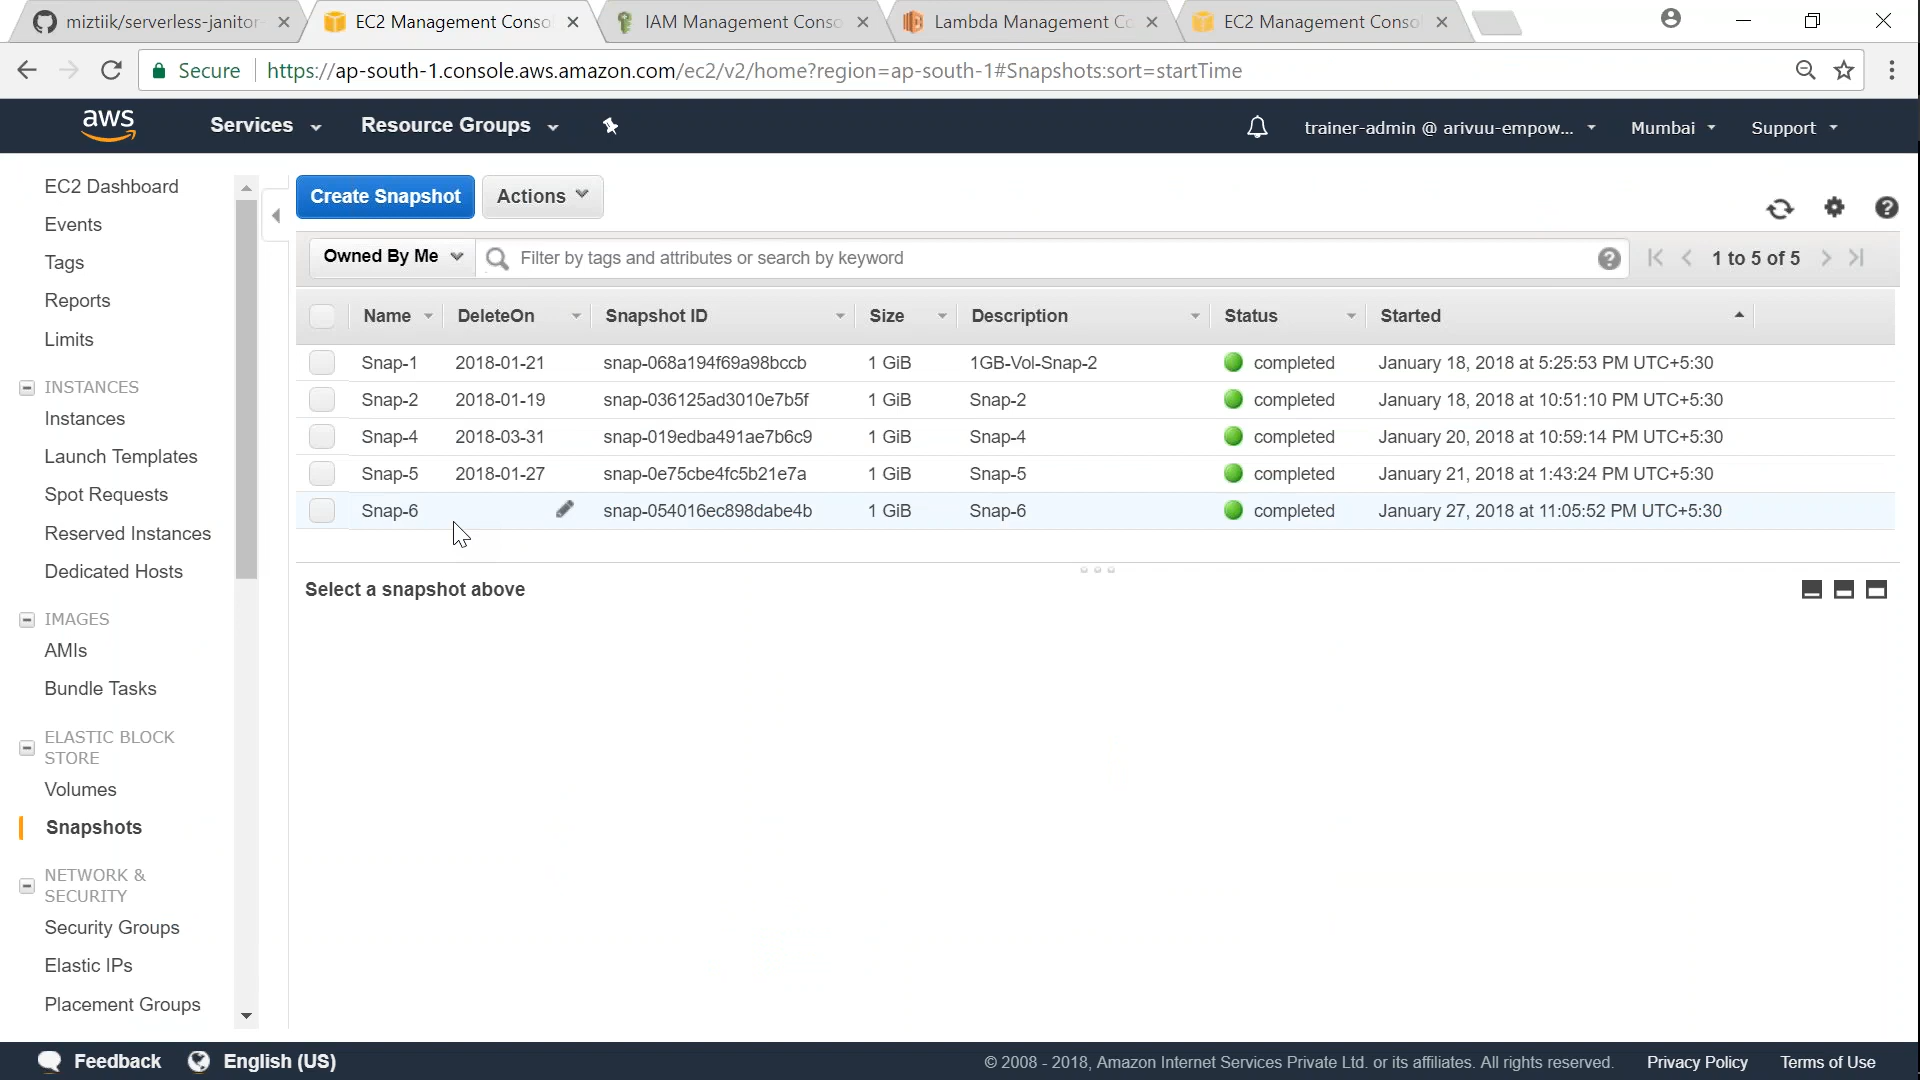 miztiik/serverless-janitor
EC2 Management Conso
IAM Management Conso
Lambda Management Co
EC2 Management Conso
Secure
https://ap-south-1.console.aws.amazon.com/ec2/v2/home?region=ap-south-1#Snapshots:sort=startTime
aws Services Resource Groups trainer-admin @ arivuu-empow... Mumbai Support
EC2 Dashboard
Events
Tags
Reports
Limits
INSTANCES
Instances
Launch Templates
Spot Requests
Reserved Instances
Dedicated Hosts
IMAGES
AMIs
Bundle Tasks
ELASTIC BLOCK
STORE
Volumes
Snapshots
NETWORK &
SECURITY
Security Groups
Elastic IPs
Placement Groups
Create Snapshot Actions
Owned By Me Filter by tags and attributes or search by keyword 1 to 5 of 5
Name DeleteOn Snapshot ID Size Description Status Started
Snap-1 2018-01-21 snap-068a194f69a98bccb 1 GiB 1GB-Vol-Snap-2 completed January 18, 2018 at 5:25:53 PM UTC+5:30
Snap-2 2018-01-19 snap-036125ad3010e7b5f 1 GiB Snap-2 completed January 18, 2018 at 10:51:10 PM UTC+5:30
Snap-4 2018-03-31 snap-019edba491ae7b6c9 1 GiB Snap-4 completed January 20, 2018 at 10:59:14 PM UTC+5:30
Snap-5 2018-01-27 snap-0e75cbe4fc5b21e7a 1 GiB Snap-5 completed January 21, 2018 at 1:43:24 PM UTC+5:30
Snap-6 snap-054016ec898dabe4b 1 GiB Snap-6 completed January 27, 2018 at 11:05:52 PM UTC+5:30
Select a snapshot above
Feedback English (US) © 2008 - 2018, Amazon Internet Services Private Ltd. or its affiliates. All rights reserved. Privacy Policy Terms of Use